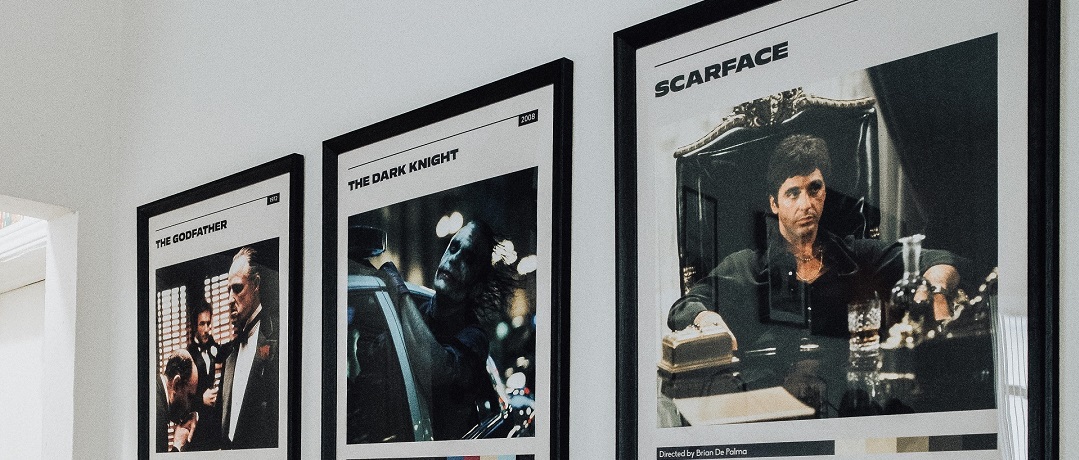 1972
THE GODFATHER
2008
THE DARK KNIGHT
SCARFACE
Directed by Brian De Palma